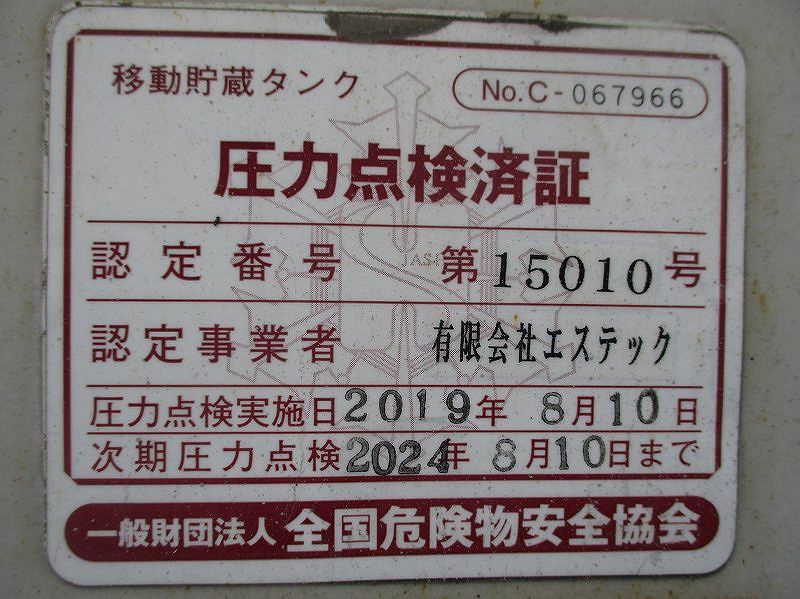 移動貯蔵タンク
No.C-067966
圧力点検済証
認定番号 第15010号
認定事業者 有限会社エステック
圧力点検実施日2019年 8月10日
次期圧力点検2024年 8月10日まで
一般財団法人 全国危険物安全協会